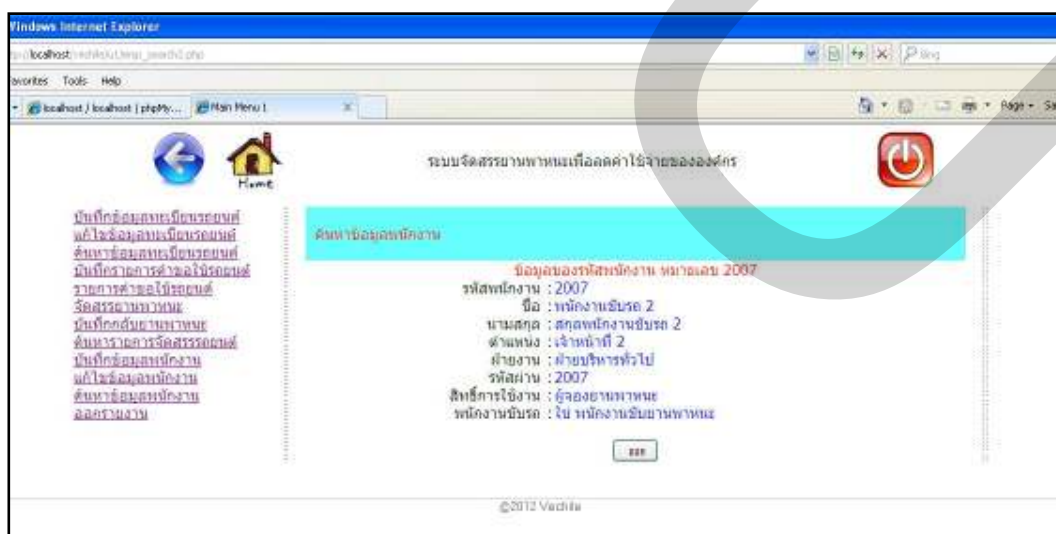 Windows Internet Explorer
localhost
Favorites Tools Help
localhost / localhost | phpMy... Main Menu 1
Page
Home
ระบบจัดสรรยานพาหนะเพื่อลดค่าใช้จ่ายขององค์กร
บันทึกข้อมูลทะเบียนรถยนต์
แก้ไขข้อมูลทะเบียนรถยนต์
ค้นหาข้อมูลทะเบียนรถยนต์
บันทึกรายการคำขอใช้รถยนต์
รายการคำขอใช้รถยนต์
จัดสรรยานพาหนะ
บันทึกกลับยานพาหนะ
ค้นหารายการจัดสรรรถยนต์
บันทึกข้อมูลพนักงาน
แก้ไขข้อมูลพนักงาน
ค้นหาข้อมูลพนักงาน
ออกรายงาน
ค้นหาข้อมูลพนักงาน
ข้อมูลของรหัสพนักงาน หมายเลข 2007
รหัสพนักงาน : 2007
ชื่อ : พนักงานขับรถ 2
นามสกุล : สกุลพนักงานขับรถ 2
ตำแหน่ง : เจ้าหน้าที่ 2
ฝ่ายงาน : ฝ่ายบริหารทั่วไป
รหัสผ่าน : 2007
สิทธิ์การใช้งาน : ผู้จองยานพาหนะ
พนักงานขับรถ : ใช่ พนักงานขับยานพาหนะ
©2012 Vechile